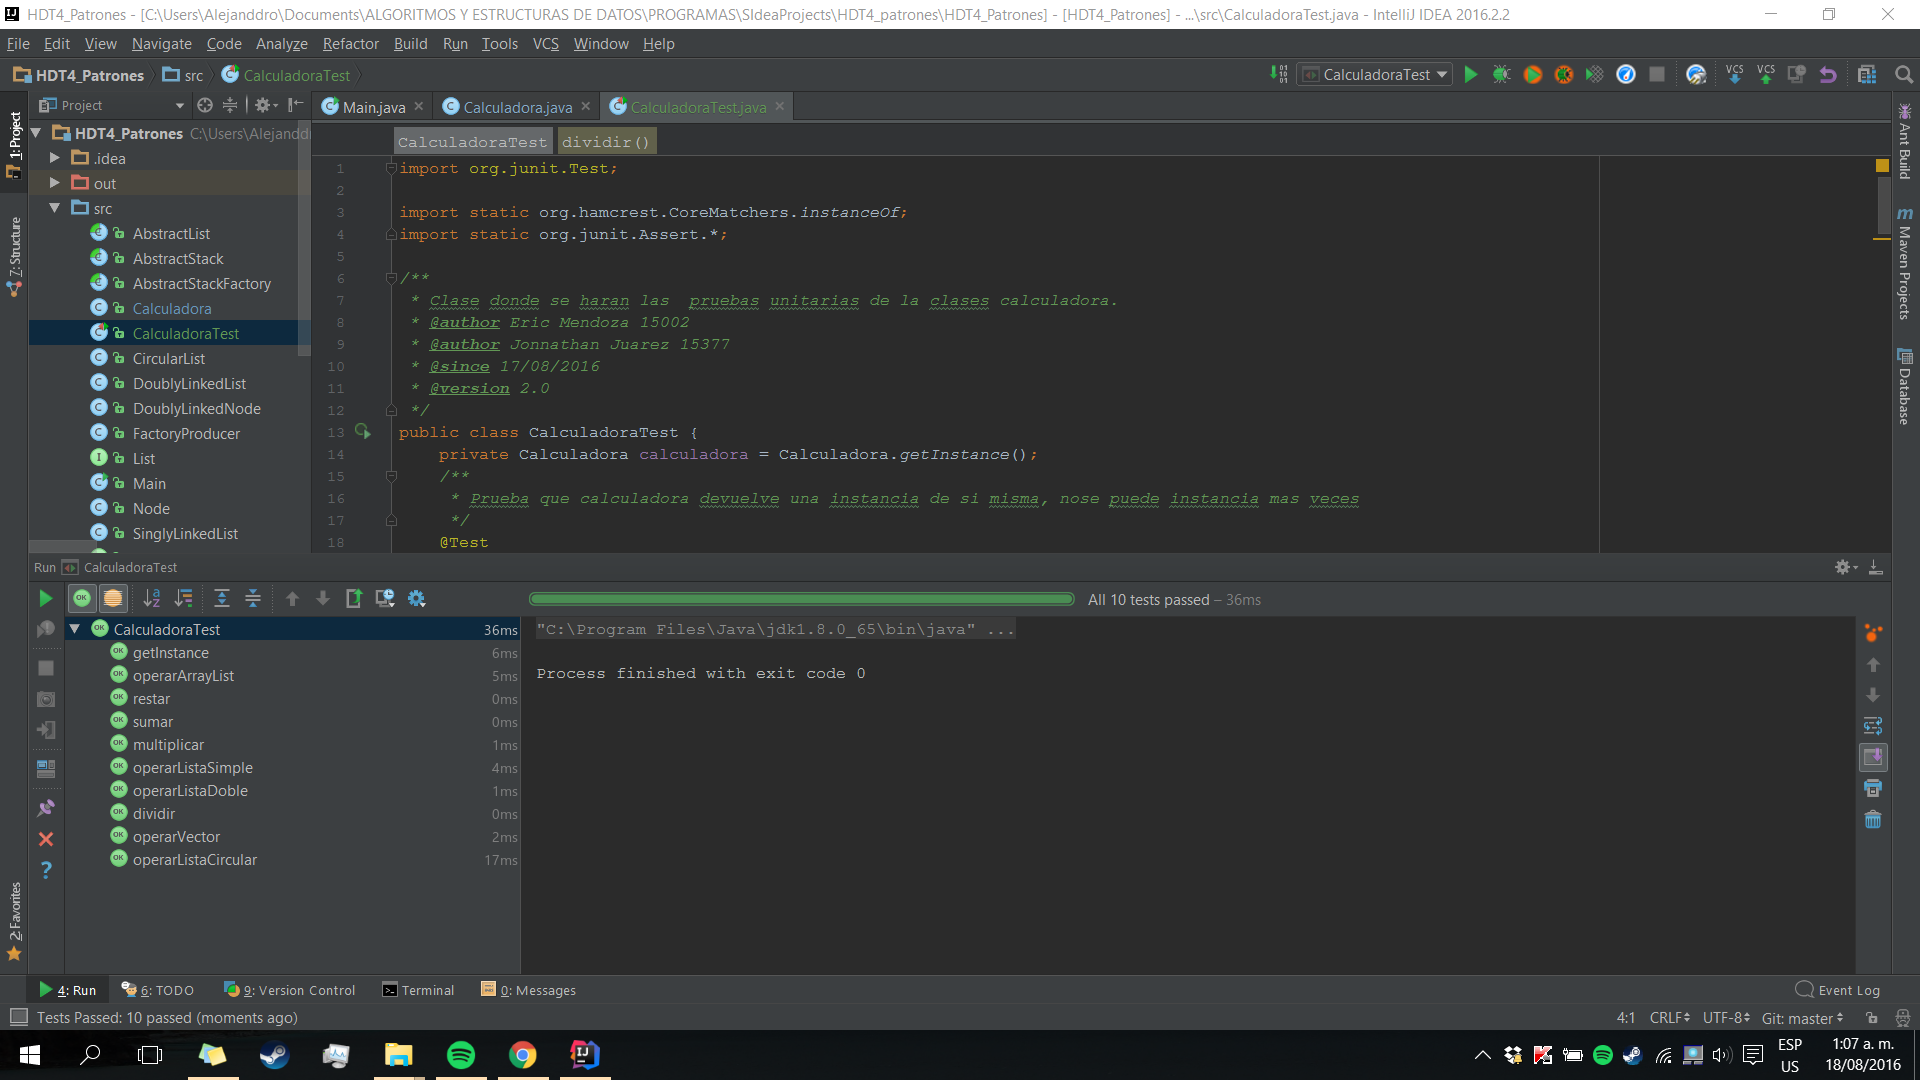 HDT4_Patrones - [C:\Users\Alejanddro\Documents\ALGORITMOS Y ESTRUCTURAS DE DATOS\PROGRAMAS\SIdeaProjects\HDT4_patrones\HDT4_Patrones] - [HDT4_Patrones] - ...\src\CalculadoraTest.java - IntelliJ IDEA 2016.2.2
File Edit View Navigate Code Analyze Refactor Build Run Tools VCS Window Help
HDT4_Patrones src CalculadoraTest
CalculadoraTest VCS VCS
Project
Main.java Calculadora.java CalculadoraTest.java
1: Project
7: Structure
2: Favorites
HDT4_Patrones C:\Users\Alejandd
.idea
out
src
AbstractList
AbstractStack
AbstractStackFactory
Calculadora
CalculadoraTest
CircularList
DoublyLinkedList
DoublyLinkedNode
FactoryProducer
List
Main
Node
SinglyLinkedList
CalculadoraTest dividir()
1 import org.junit.Test;
2
3 import static org.hamcrest.CoreMatchers.instanceOf;
4 import static org.junit.Assert.*;
5
6 /**
7 * Clase donde se haran las  pruebas unitarias de la clases calculadora.
8 * @author Eric Mendoza 15002
9 * @author Jonnathan Juarez 15377
10 * @since 17/08/2016
11 * @version 2.0
12 */
13 public class CalculadoraTest {
14 private Calculadora calculadora = Calculadora.getInstance();
15 /**
16 * Prueba que calculadora devuelve una instancia de si misma, nose puede instancia mas veces
17 */
18 @Test
Ant Build
Maven Projects
Database
Run CalculadoraTest
All 10 tests passed – 36ms
CalculadoraTest 36ms
getInstance 6ms
operarArrayList 5ms
restar 0ms
sumar 0ms
multiplicar 1ms
operarListaSimple 4ms
operarListaDoble 1ms
dividir 0ms
operarVector 2ms
operarListaCircular 17ms
"C:\Program Files\Java\jdk1.8.0_65\bin\java" ...
Process finished with exit code 0
4: Run 6: TODO 9: Version Control Terminal 0: Messages Event Log
Tests Passed: 10 passed (moments ago) 4:1 CRLF UTF-8 Git: master
ESP
US
1:07 a. m.
18/08/2016